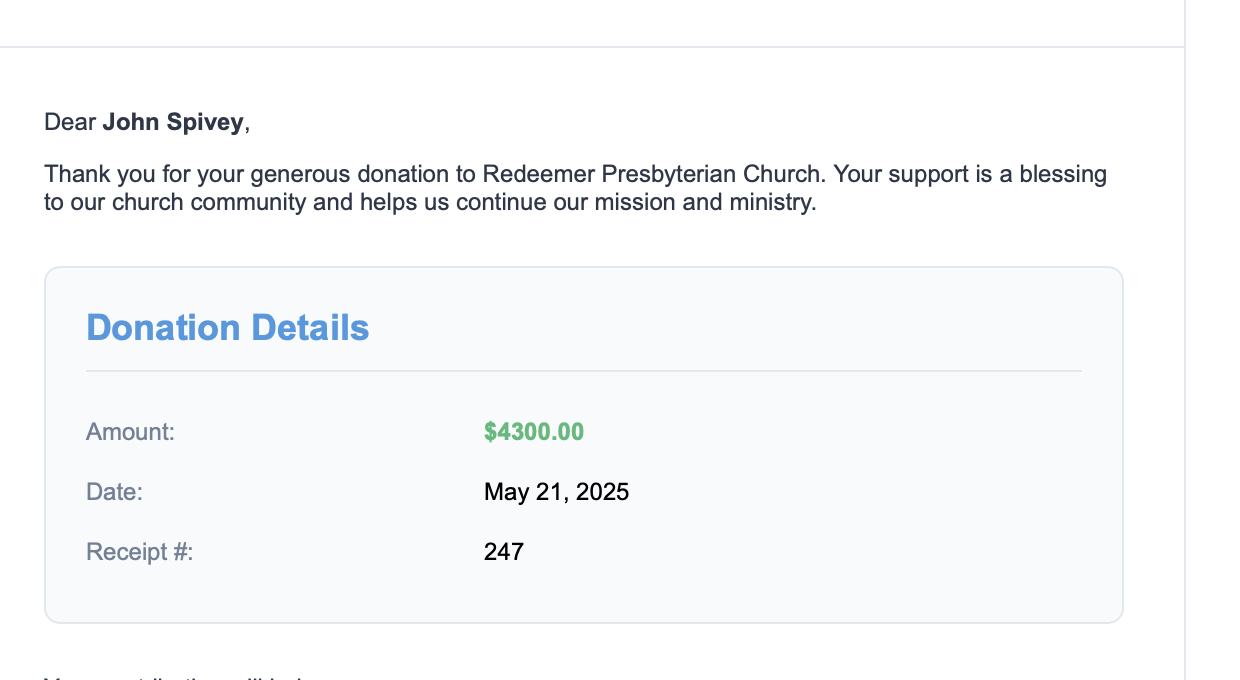 Dear John Spivey,
Thank you for your generous donation to Redeemer Presbyterian Church. Your support is a blessing
to our church community and helps us continue our mission and ministry.
Donation Details
Amount: $4300.00
Date: May 21, 2025
Receipt #: 247